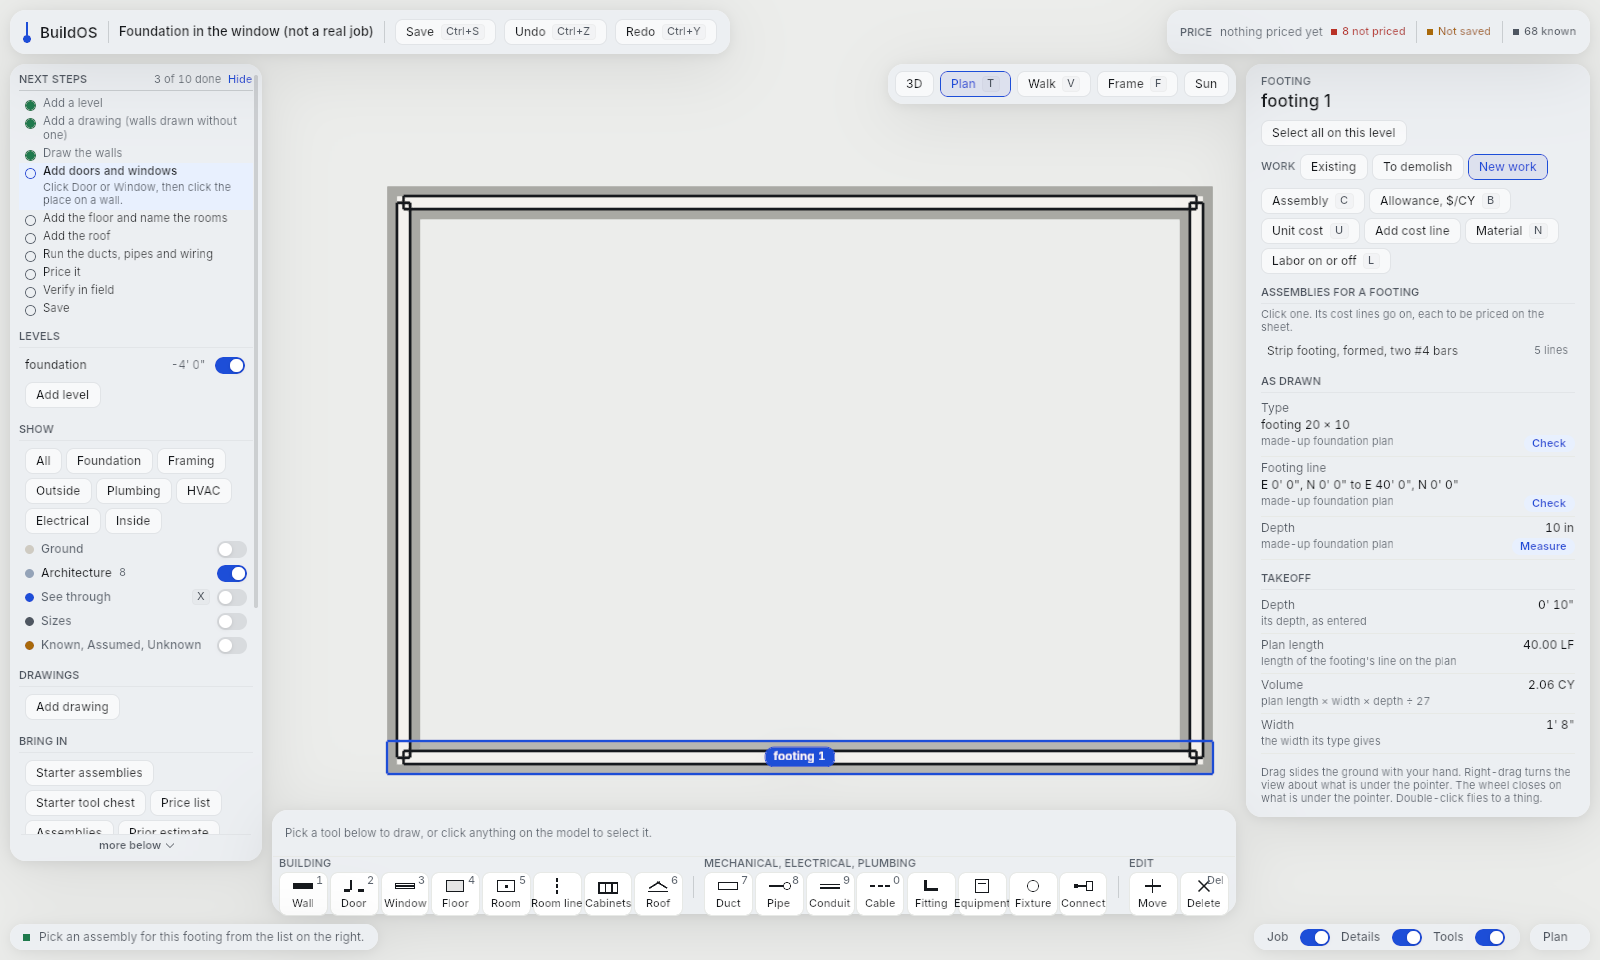 BuildOS
Foundation in the window (not a real job)
Save Ctrl+S
Undo Ctrl+Z
Redo Ctrl+Y
PRICE nothing priced yet
8 not priced
Not saved
68 known
NEXT STEPS 3 of 10 done Hide
Add a level
Add a drawing (walls drawn without
one)
Draw the walls
Add doors and windows
Click Door or Window, then click the
place on a wall.
Add the floor and name the rooms
Add the roof
Run the ducts, pipes and wiring
Price it
Verify in field
Save
LEVELS
foundation -4' 0"
Add level
SHOW
All Foundation Framing
Outside Plumbing HVAC
Electrical Inside
Ground
Architecture 8
See through X
Sizes
Known, Assumed, Unknown
DRAWINGS
Add drawing
BRING IN
Starter assemblies
Starter tool chest Price list
Assemblies Prior estimate
more below
Pick an assembly for this footing from the list on the right.
3D Plan T Walk V Frame F Sun
footing 1
Pick a tool below to draw, or click anything on the model to select it.
BUILDING
Wall 1
Door 2
Window 3
Floor 4
Room 5
Room line
Cabinets
Roof 6
MECHANICAL, ELECTRICAL, PLUMBING
Duct 7
Pipe 8
Conduit 9
Cable 0
Fitting
Equipment
Fixture
Connect
EDIT
Move
Delete Del
FOOTING
footing 1
Select all on this level
WORK Existing To demolish New work
Assembly C Allowance, $/CY B
Unit cost U Add cost line Material N
Labor on or off L
ASSEMBLIES FOR A FOOTING
Click one. Its cost lines go on, each to be priced on the
sheet.
Strip footing, formed, two #4 bars 5 lines
AS DRAWN
Type
footing 20 × 10
made-up foundation plan Check
Footing line
E 0' 0", N 0' 0" to E 40' 0", N 0' 0"
made-up foundation plan Check
Depth 10 in
made-up foundation plan Measure
TAKEOFF
Depth 0' 10"
its depth, as entered
Plan length 40.00 LF
length of the footing's line on the plan
Volume 2.06 CY
plan length × width × depth ÷ 27
Width 1' 8"
the width its type gives
Drag slides the ground with your hand. Right-drag turns the
view about what is under the pointer. The wheel closes on
what is under the pointer. Double-click flies to a thing.
Job Details Tools Plan